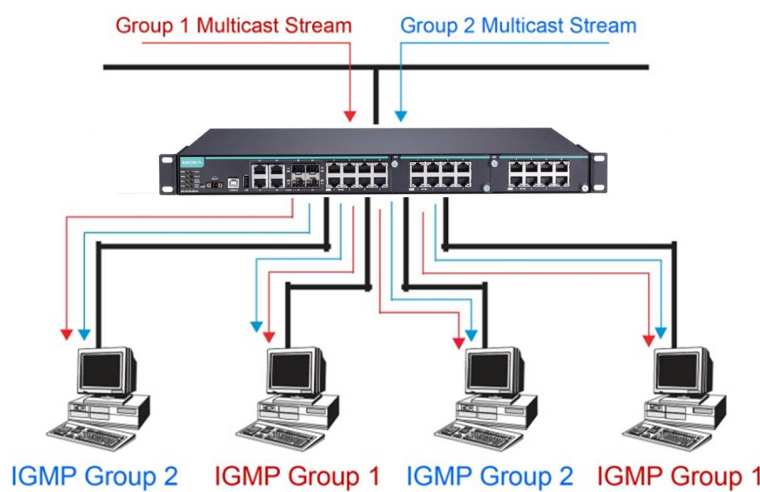 Group 1 Multicast Stream
Group 2 Multicast Stream
MOXA
IGMP Group 2
IGMP Group 1
IGMP Group 2
IGMP Group 1